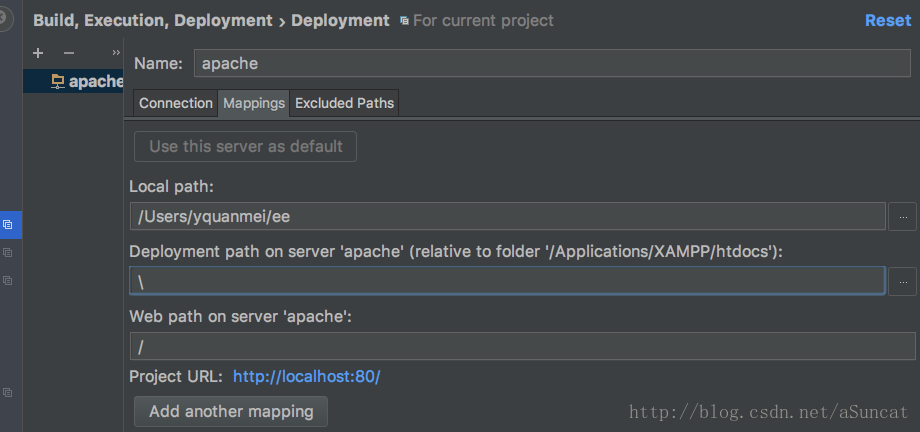 Build, Execution, Deployment › Deployment For current project Reset
+ − »
apache
Name: apache
Connection Mappings Excluded Paths
Use this server as default
Local path:
/Users/yquanmei/ee ...
Deployment path on server 'apache' (relative to folder '/Applications/XAMPP/htdocs'):
\ ...
Web path on server 'apache':
/
Project URL: http://localhost:80/
Add another mapping
http://blog.csdn.net/aSuncat